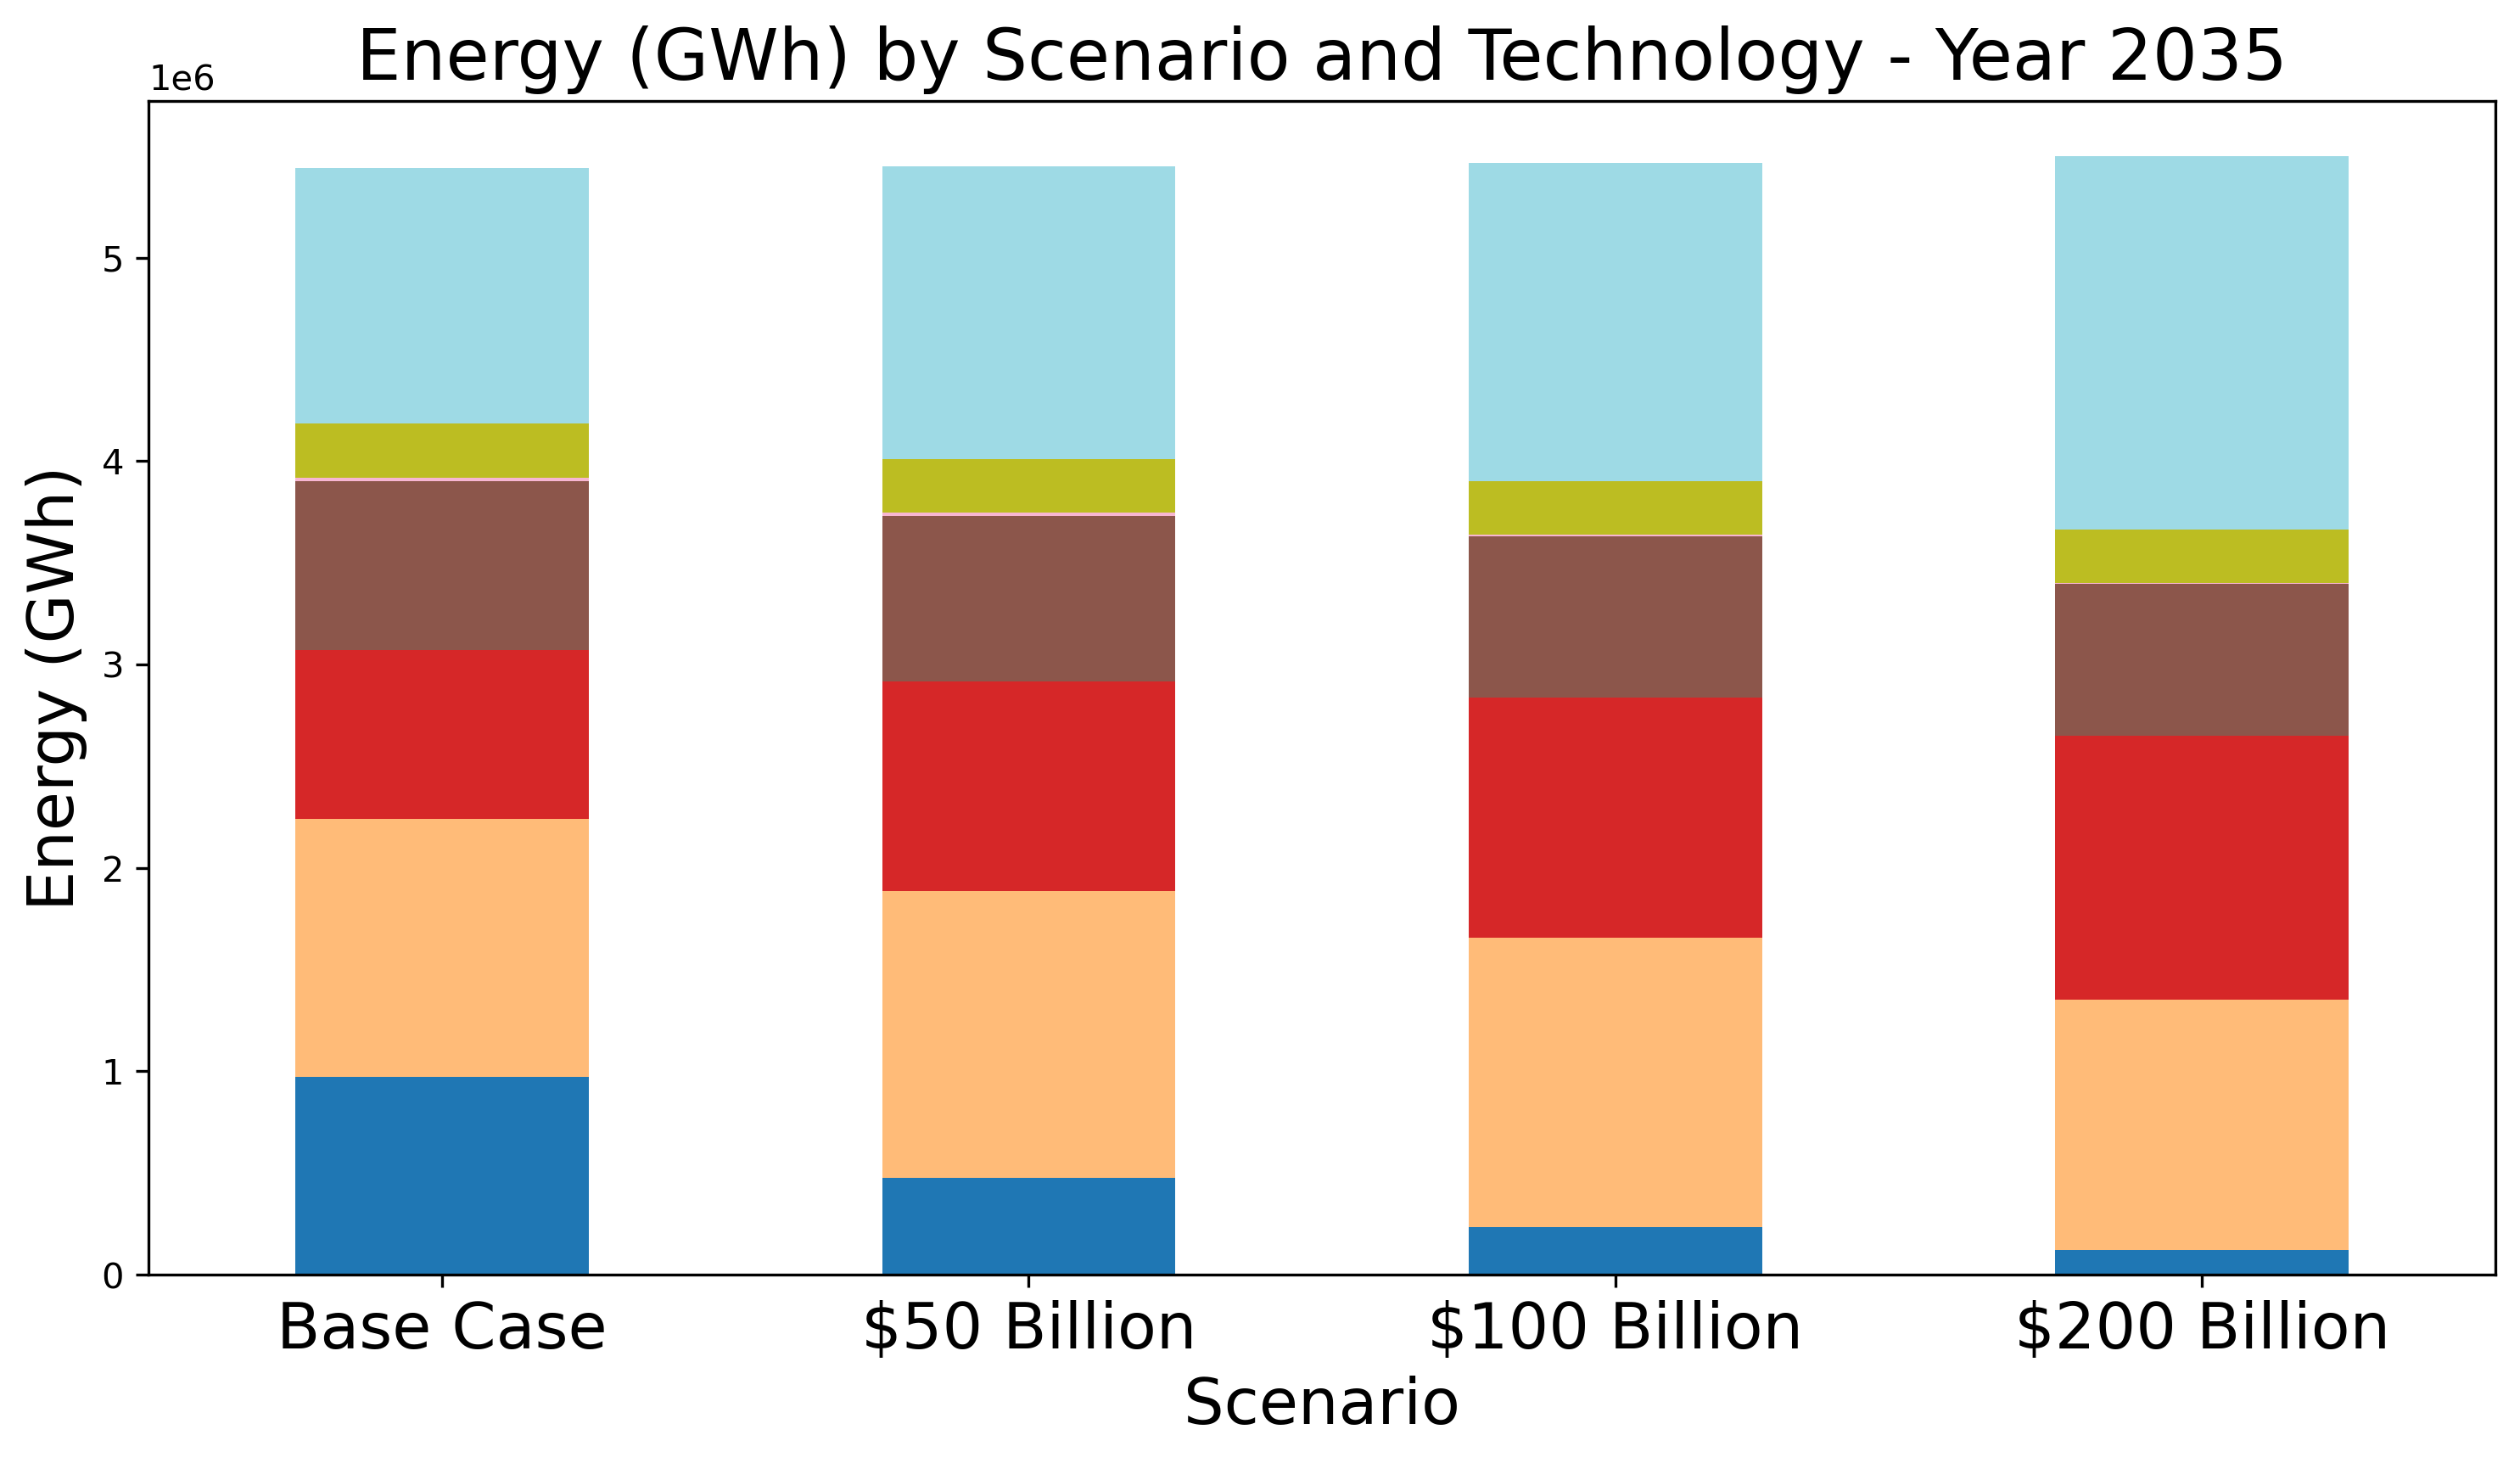 Energy (GWh) by Scenario and Technology - Year 2035
1e6
5
4
3
2
1
0
Energy (GWh)
Base Case
$50 Billion
$100 Billion
$200 Billion
Scenario